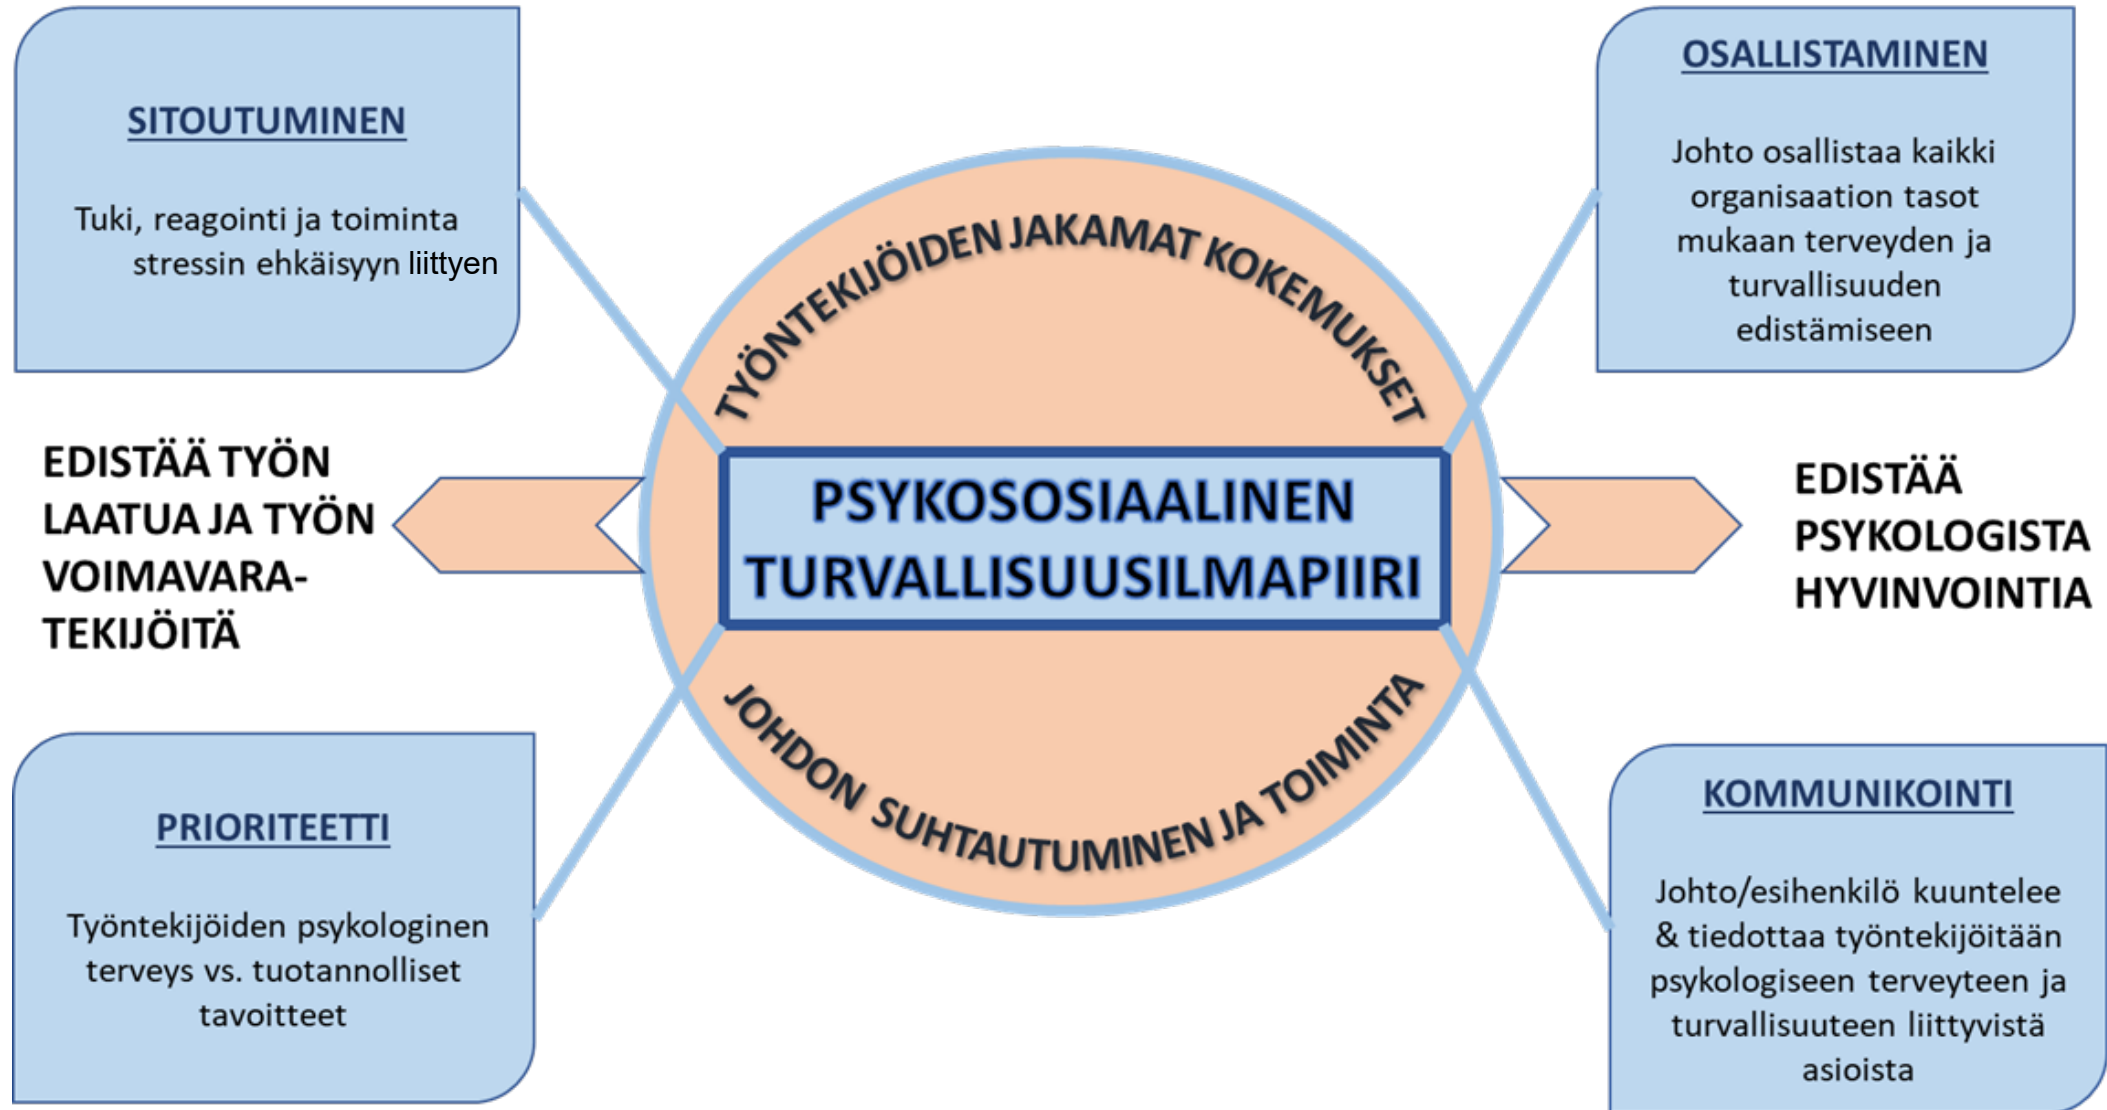 SITOUTUMINEN
Tuki, reagointi ja toiminta
stressin ehkäisyyn liittyen
OSALLISTAMINEN
Johto osallistaa kaikki
organisaation tasot
mukaan terveyden ja
turvallisuuden
edistämiseen
TYÖNTEKIJÖIDEN JAKAMAT KOKEMUKSET
EDISTÄÄ TYÖN
LAATUA JA TYÖN
VOIMAVARA-
TEKIJÖITÄ
PSYKOSOSIAALINEN
TURVALLISUUSILMAPIIRI
EDISTÄÄ
PSYKOLOGISTA
HYVINVOINTIA
JOHDON SUHTAUTUMINEN JA TOIMINTA
PRIORITEETTI
Työntekijöiden psykologinen
terveys vs. tuotannolliset
tavoitteet
KOMMUNIKOINTI
Johto/esihenkilö kuuntelee
& tiedottaa työntekijöitään
psykologiseen terveyteen ja
turvallisuuteen liittyvistä
asioista